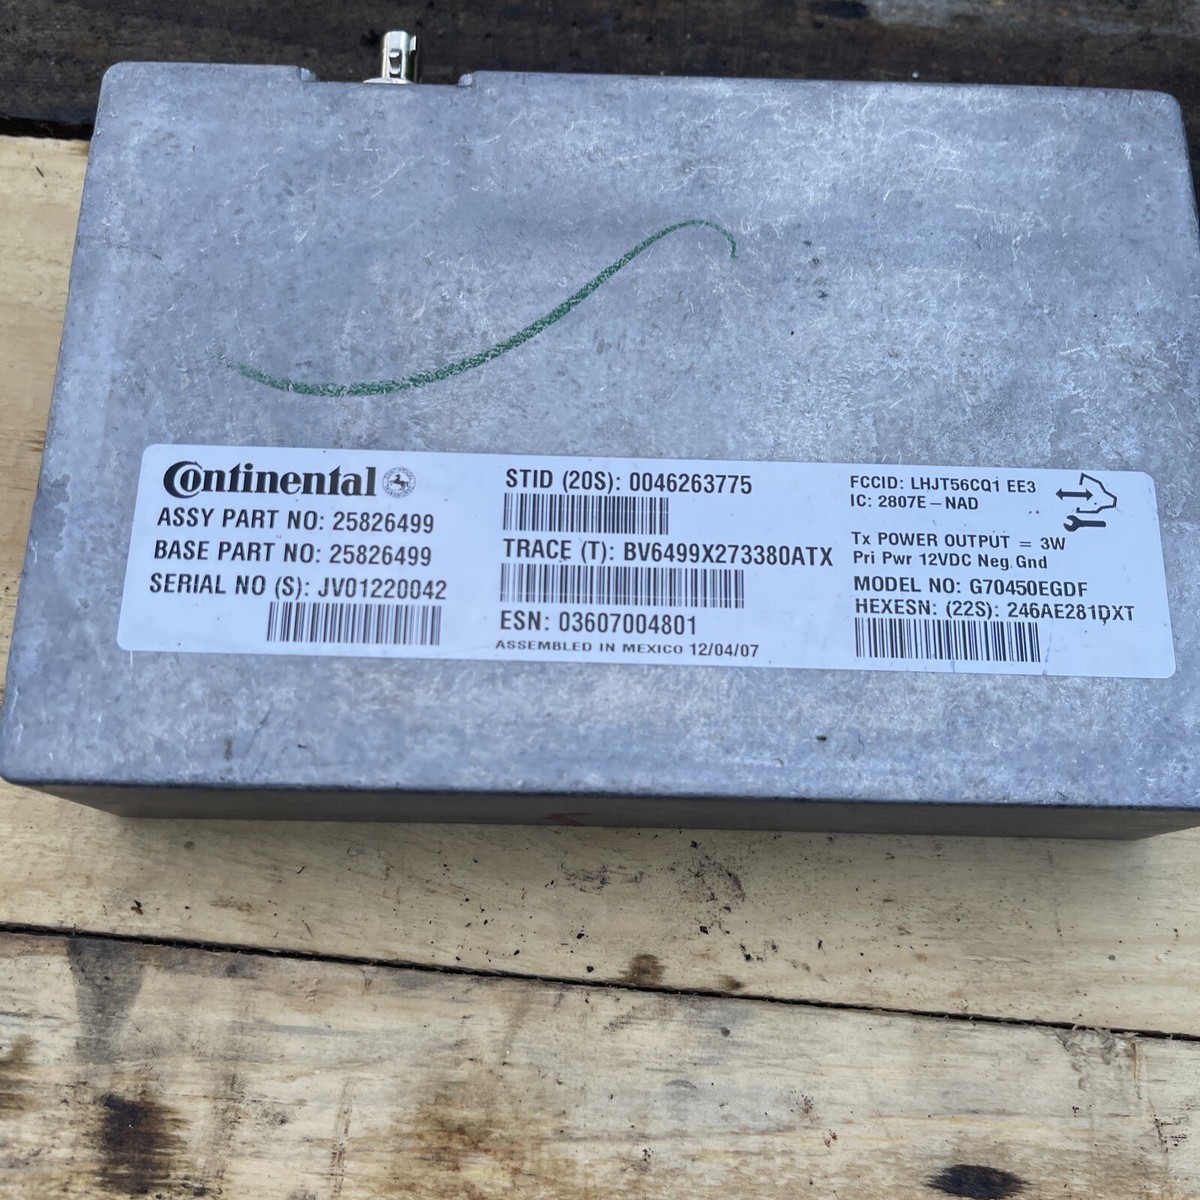 Continental
ASSY PART NO: 25826499
BASE PART NO: 25826499
SERIAL NO (S): JV01220042
STID (20S): 0046263775
TRACE (T): BV6499X273380ATX
ESN: 03607004801
ASSEMBLED IN MEXICO 12/04/07
FCCID: LHJT56CQ1 EE3
IC: 2807E-NAD
Tx POWER OUTPUT = 3W
Pri Pwr 12VDC Neg Gnd
MODEL NO: G70450EGDF
HEXESN: (22S): 246AE281DXT